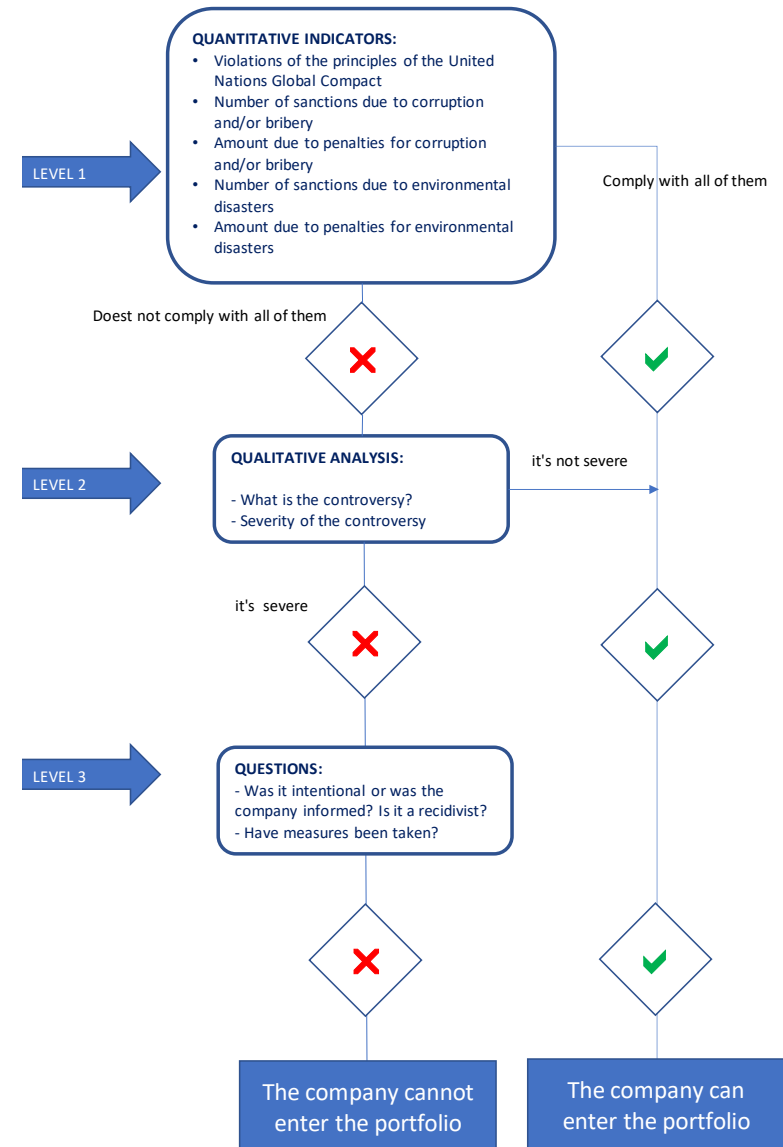 QUANTITATIVE INDICATORS:
• Violations of the principles of the United
Nations Global Compact
• Number of sanctions due to corruption
and/or bribery
• Amount due to penalties for corruption
and/or bribery
• Number of sanctions due to environmental
disasters
• Amount due to penalties for environmental
disasters
LEVEL 1
Comply with all of them
Doest not comply with all of them
QUALITATIVE ANALYSIS:
- What is the controversy?
- Severity of the controversy
it's not severe
LEVEL 2
it's severe
LEVEL 3
QUESTIONS:
- Was it intentional or was the
company informed? Is it a recidivist?
- Have measures been taken?
The company cannot
enter the portfolio
The company can
enter the portfolio